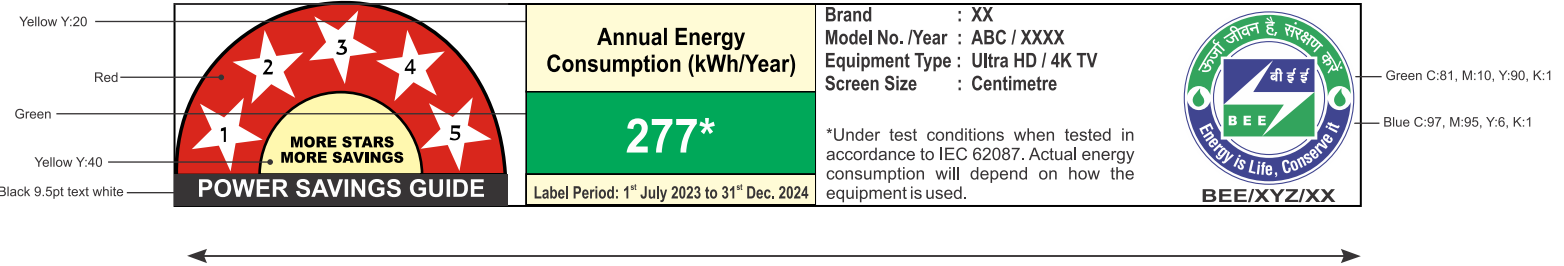 Yellow Y:20
Red
Green
Yellow Y:40
Black 9.5pt text white
1
2
3
4
5
MORE STARS
MORE SAVINGS
POWER SAVINGS GUIDE
Annual Energy
Consumption (kWh/Year)
277*
Label Period: 1st July 2023 to 31st Dec. 2024
Brand : XX
Model No. /Year : ABC / XXXX
Equipment Type : Ultra HD / 4K TV
Screen Size : Centimetre
*Under test conditions when tested in
accordance to IEC 62087. Actual energy
consumption will depend on how the
equipment is used.
ऊर्जा जीवन है, संरक्षण करें
बी ई ई
BEE
Energy is Life, Conserve it
BEE/XYZ/XX
Green C:81, M:10, Y:90, K:1
Blue C:97, M:95, Y:6, K:1